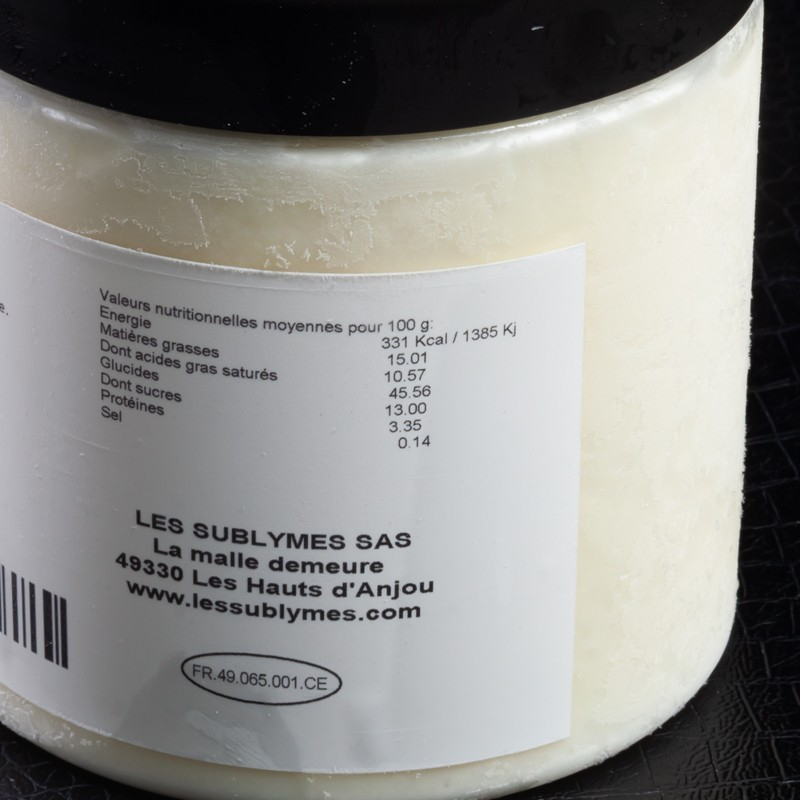 e.
Valeurs nutritionnelles moyennes pour 100 g:
Energie 331 Kcal / 1385 Kj
Matières grasses 15.01
Dont acides gras saturés 10.57
Glucides 45.56
Dont sucres 13.00
Protéines 3.35
Sel 0.14
LES SUBLYMES SAS
La malle demeure
49330 Les Hauts d'Anjou
www.lessublymes.com
FR.49.065.001.CE